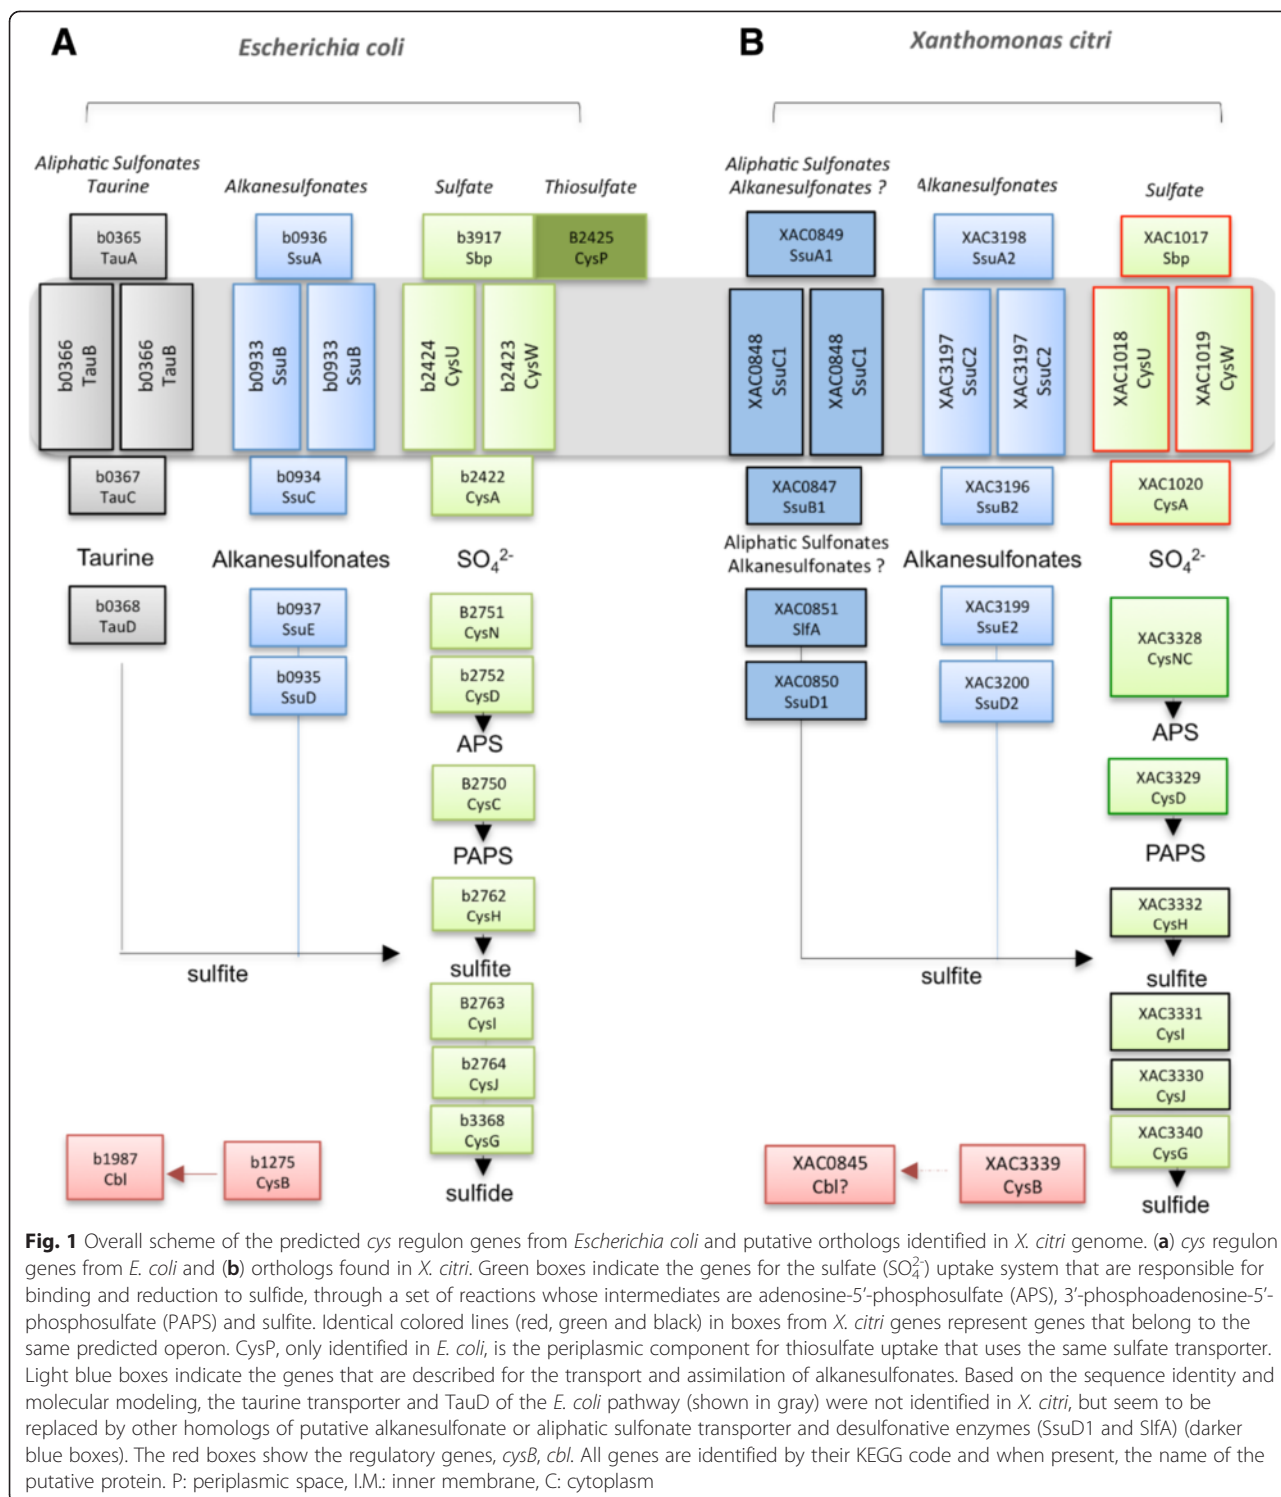 A
Escherichia coli
Aliphatic Sulfonates
Taurine
Alkanesulfonates
Sulfate
Thiosulfate
b0365
TauA
b0936
SsuA
b3917
Sbp
B2425
CysP
b0366
TauB
b0366
TauB
b0933
SsuB
b0933
SsuB
b2424
CysU
b2423
CysW
b0367
TauC
b0934
SsuC
b2422
CysA
Taurine
Alkanesulfonates
SO₄²⁻
b0368
TauD
b0937
SsuE
b0935
SsuD
B2751
CysN
b2752
CysD
APS
B2750
CysC
PAPS
b2762
CysH
sulfite
sulfite
B2763
CysI
b2764
CysJ
b3368
CysG
sulfide
b1987
Cbl
b1275
CysB
B
Xanthomonas citri
Aliphatic Sulfonates
Alkanesulfonates ?
Alkanesulfonates
Sulfate
XAC0849
SsuA1
XAC3198
SsuA2
XAC1017
Sbp
XAC0848
SsuC1
XAC0848
SsuC1
XAC3197
SsuC2
XAC3197
SsuC2
XAC1018
CysU
XAC1019
CysW
XAC0847
SsuB1
XAC3196
SsuB2
XAC1020
CysA
Aliphatic Sulfonates
Alkanesulfonates ?
Alkanesulfonates
SO₄²⁻
XAC0851
SlfA
XAC0850
SsuD1
XAC3199
SsuE2
XAC3200
SsuD2
XAC3328
CysNC
APS
XAC3329
CysD
PAPS
XAC3332
CysH
sulfite
sulfite
XAC3331
CysI
XAC3330
CysJ
XAC3340
CysG
sulfide
XAC0845
Cbl?
XAC3339
CysB
Fig. 1 Overall scheme of the predicted cys regulon genes from Escherichia coli and putative orthologs identified in X. citri genome. (a) cys regulon
genes from E. coli and (b) orthologs found in X. citri. Green boxes indicate the genes for the sulfate (SO₄²⁻) uptake system that are responsible for
binding and reduction to sulfide, through a set of reactions whose intermediates are adenosine-5′-phosphosulfate (APS), 3′-phosphoadenosine-5′-
phosphosulfate (PAPS) and sulfite. Identical colored lines (red, green and black) in boxes from X. citri genes represent genes that belong to the
same predicted operon. CysP, only identified in E. coli, is the periplasmic component for thiosulfate uptake that uses the same sulfate transporter.
Light blue boxes indicate the genes that are described for the transport and assimilation of alkanesulfonates. Based on the sequence identity and
molecular modeling, the taurine transporter and TauD of the E. coli pathway (shown in gray) were not identified in X. citri, but seem to be
replaced by other homologs of putative alkanesulfonate or aliphatic sulfonate transporter and desulfonative enzymes (SsuD1 and SlfA) (darker
blue boxes). The red boxes show the regulatory genes, cysB, cbl. All genes are identified by their KEGG code and when present, the name of the
putative protein. P: periplasmic space, I.M.: inner membrane, C: cytoplasm